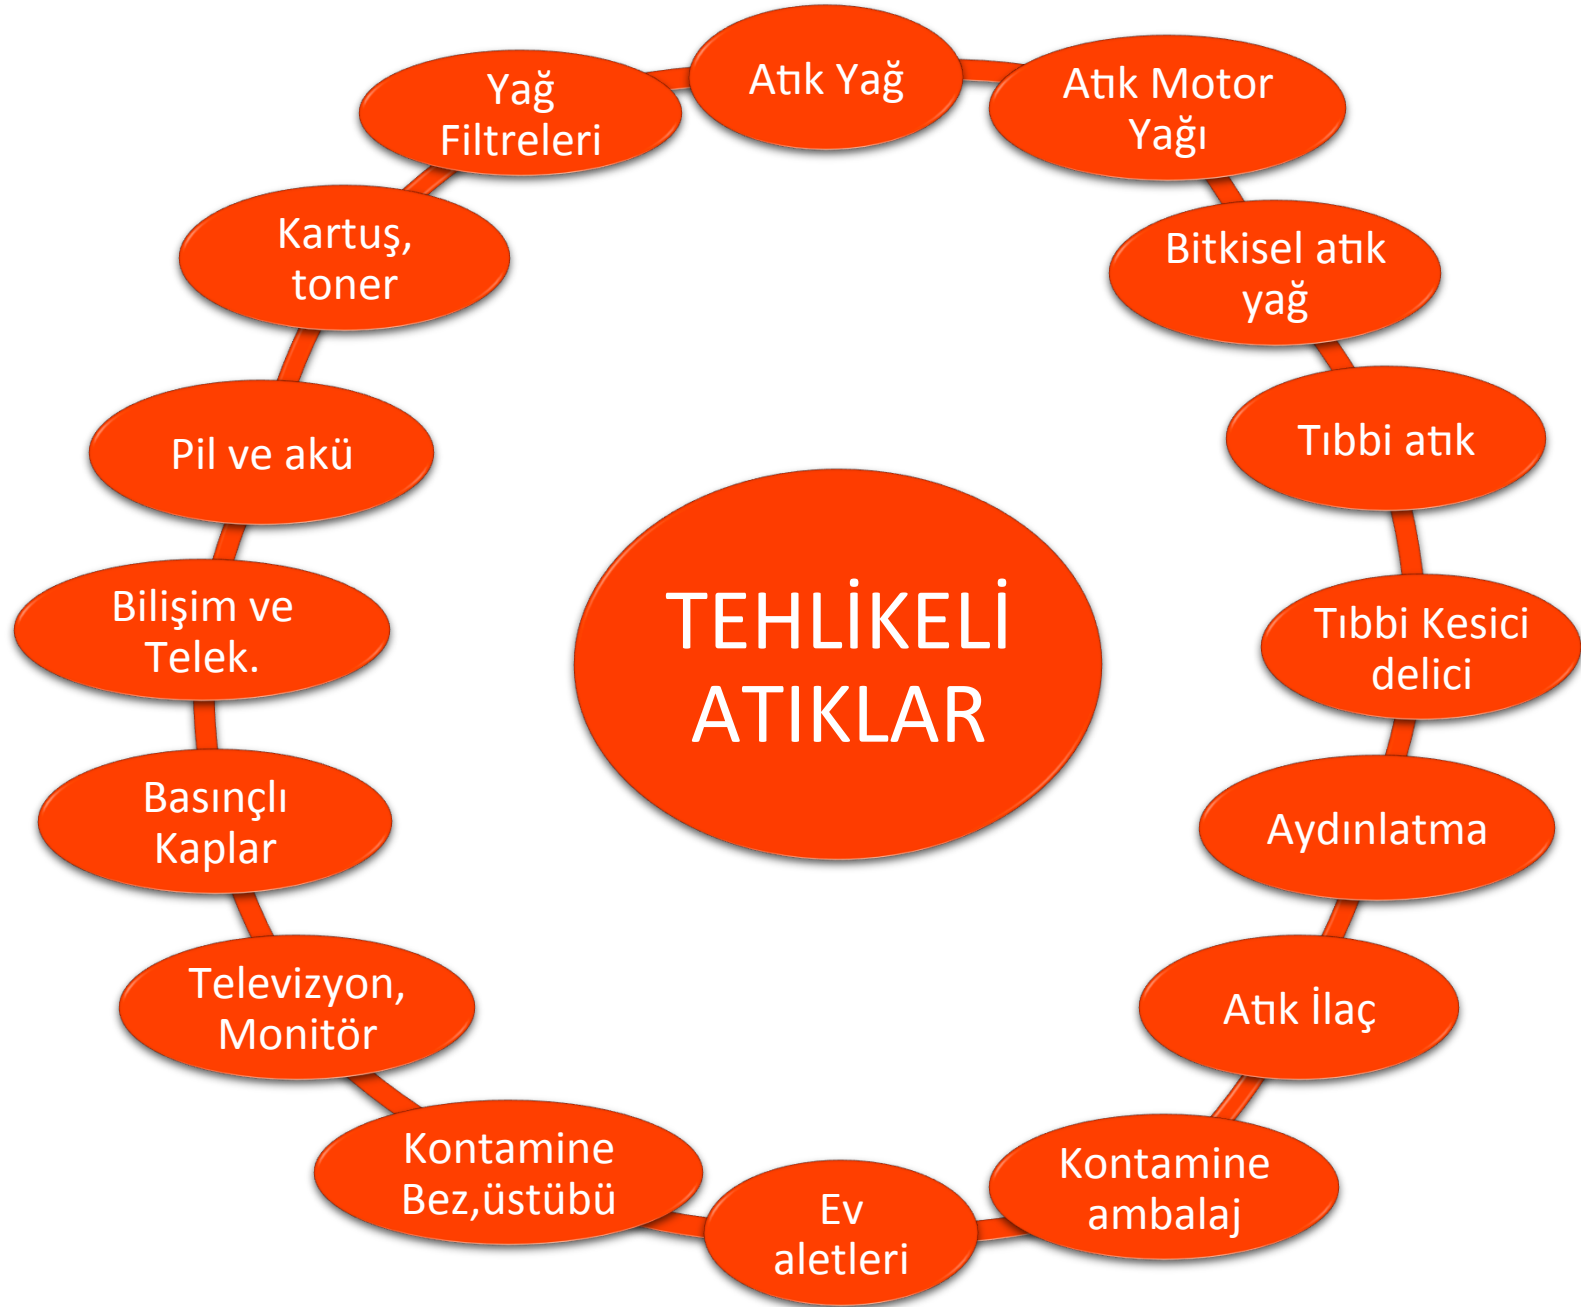 Atık Yağ
Atık Motor
Yağı
Bitkisel atık
yağ
Tıbbi atık
Tıbbi Kesici
delici
Aydınlatma
Atık İlaç
Kontamine
ambalaj
Ev
aletleri
Kontamine
Bez,üstübü
Televizyon,
Monitör
Basınçlı
Kaplar
Bilişim ve
Telek.
Pil ve akü
Kartuş,
toner
Yağ
Filtreleri
TEHLİKELİ
ATIKLAR